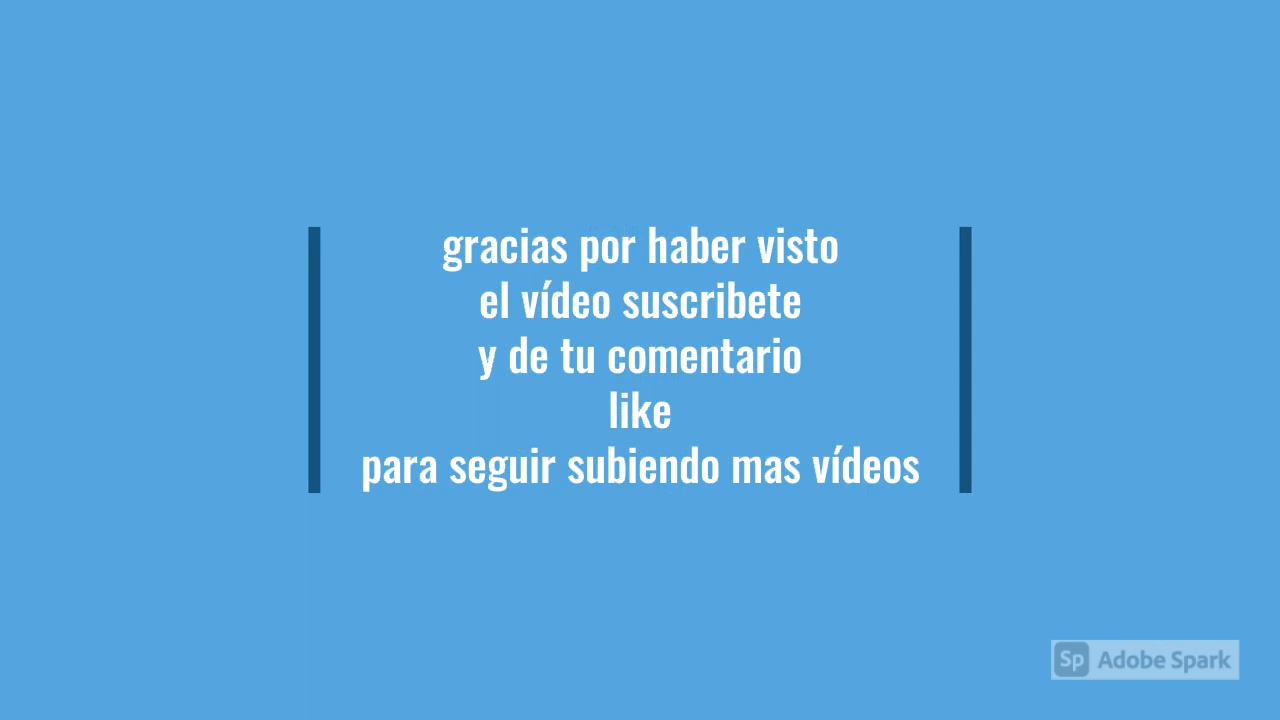 gracias por haber visto
el vídeo suscribete
y de tu comentario
like
para seguir subiendo mas vídeos
Sp Adobe Spark